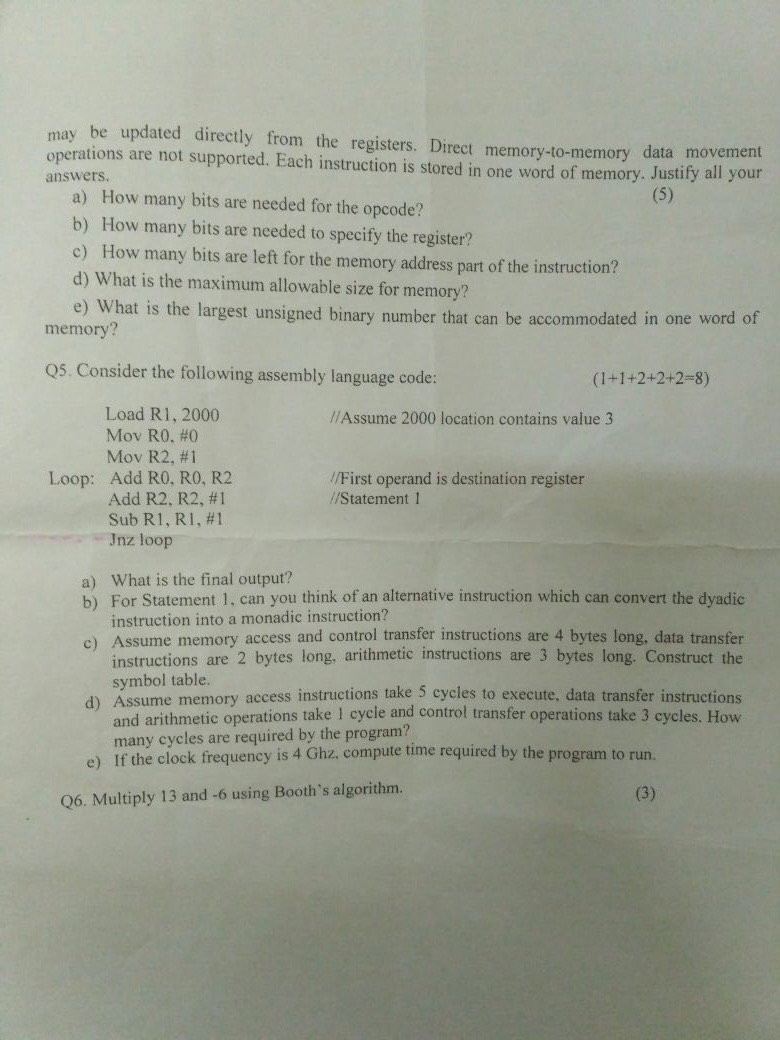 may be updated directly from the registers. Direct memory-to-memory data movement
operations are not supported. Each instruction is stored in one word of memory. Justify all your
answers. (5)
a) How many bits are needed for the opcode?
b) How many bits are needed to specify the register?
c) How many bits are left for the memory address part of the instruction?
d) What is the maximum allowable size for memory?
e) What is the largest unsigned binary number that can be accommodated in one word of
memory?
Q5. Consider the following assembly language code: (1+1+2+2+2=8)
Load R1, 2000 //Assume 2000 location contains value 3
Mov R0, #0
Mov R2, #1
Loop: Add R0, R0, R2 //First operand is destination register
Add R2, R2, #1 //Statement 1
Sub R1, R1, #1
Jnz loop
a) What is the final output?
b) For Statement 1, can you think of an alternative instruction which can convert the dyadic
instruction into a monadic instruction?
c) Assume memory access and control transfer instructions are 4 bytes long, data transfer
instructions are 2 bytes long, arithmetic instructions are 3 bytes long. Construct the
symbol table.
d) Assume memory access instructions take 5 cycles to execute, data transfer instructions
and arithmetic operations take 1 cycle and control transfer operations take 3 cycles. How
many cycles are required by the program?
e) If the clock frequency is 4 Ghz, compute time required by the program to run.
Q6. Multiply 13 and -6 using Booth's algorithm. (3)